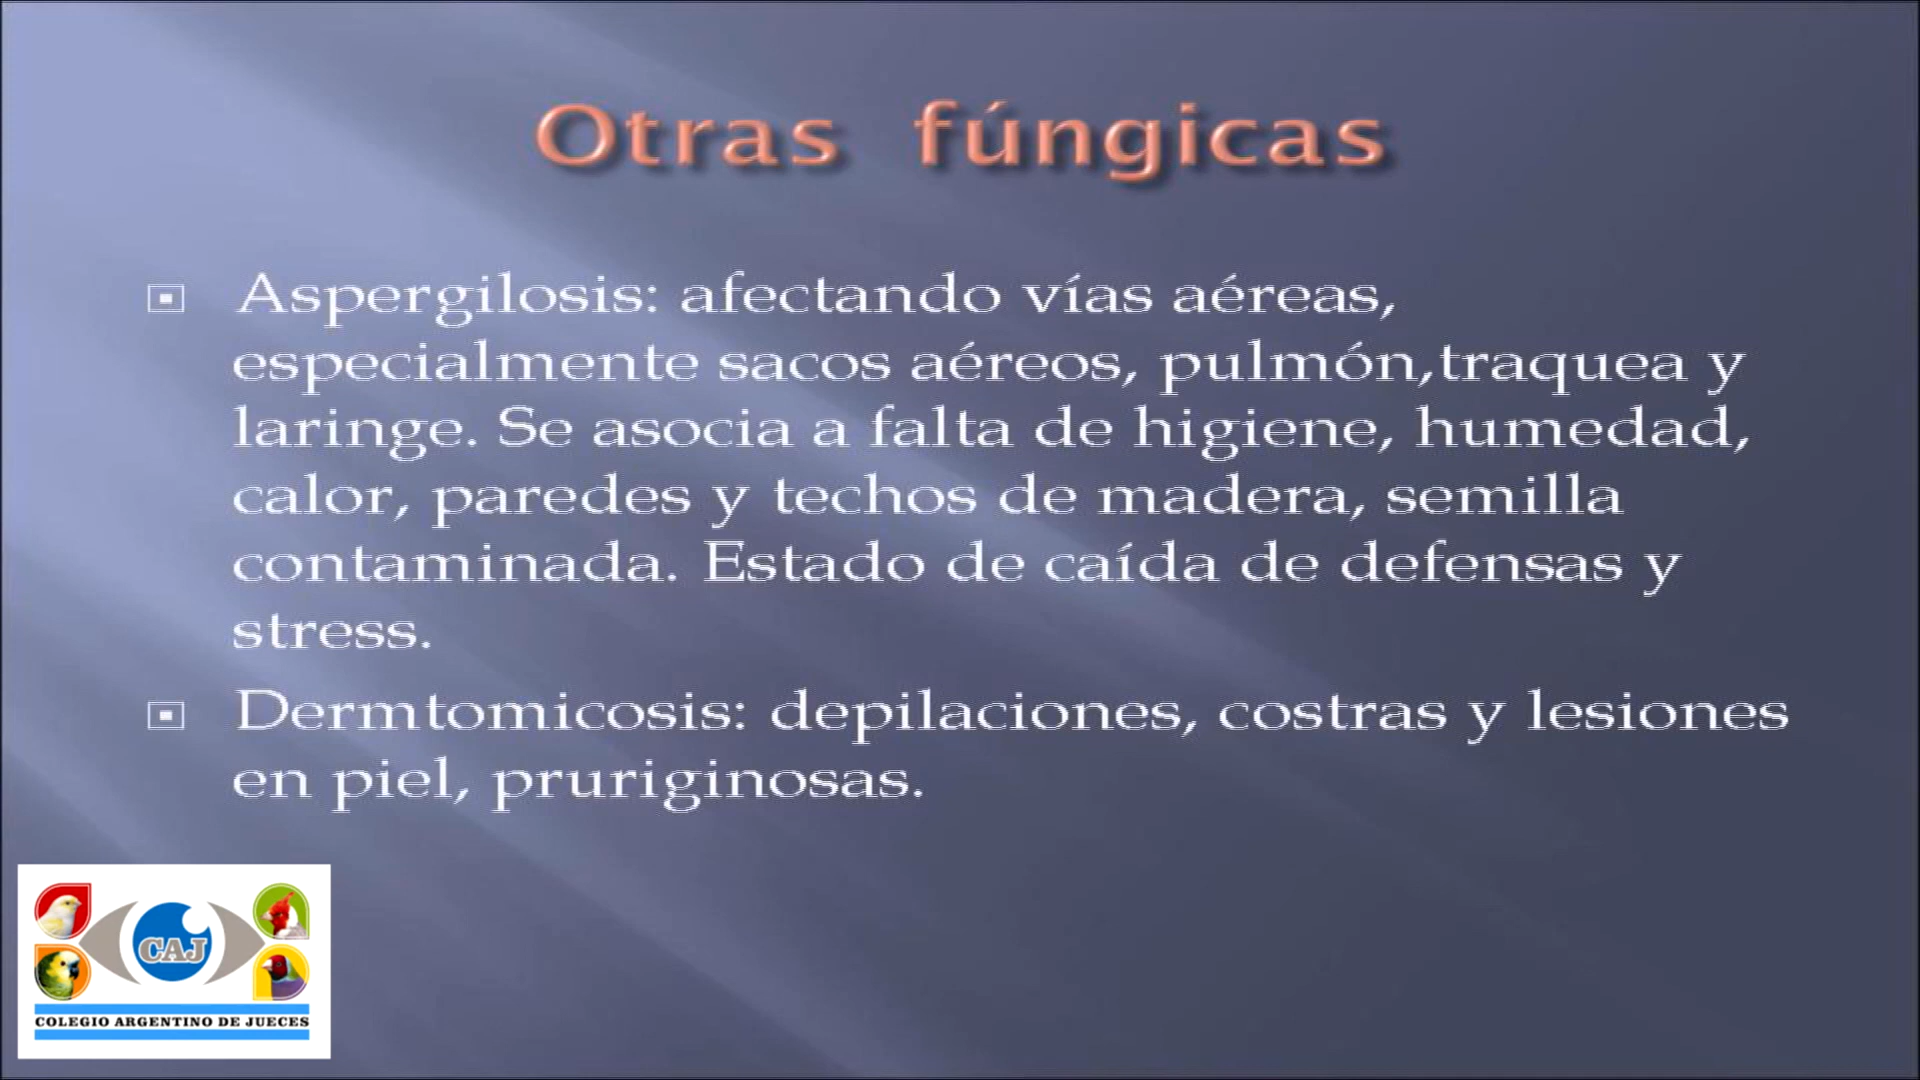 Otras fúngicas
Aspergilosis: afectando vías aéreas,
especialmente sacos aéreos, pulmón,traquea y
laringe. Se asocia a falta de higiene, humedad,
calor, paredes y techos de madera, semilla
contaminada. Estado de caída de defensas y
stress.
Dermtomicosis: depilaciones, costras y lesiones
en piel, pruriginosas.
CAJ
COLEGIO ARGENTINO DE JUECES